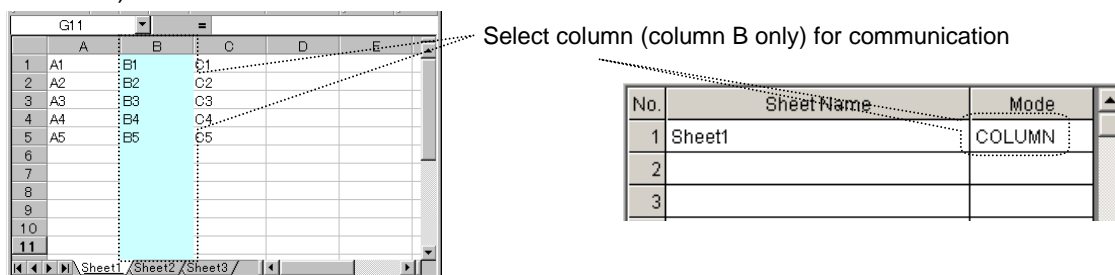 G11 =
Select column (column B only) for communication
A B C D E
1 A1 B1 C1
2 A2 B2 C2
3 A3 B3 C3
4 A4 B4 C4
5 A5 B5 C5
6
7
8
9
10
11
Sheet1 Sheet2 Sheet3
No. Sheet Name Mode
1 Sheet1 COLUMN
2
3